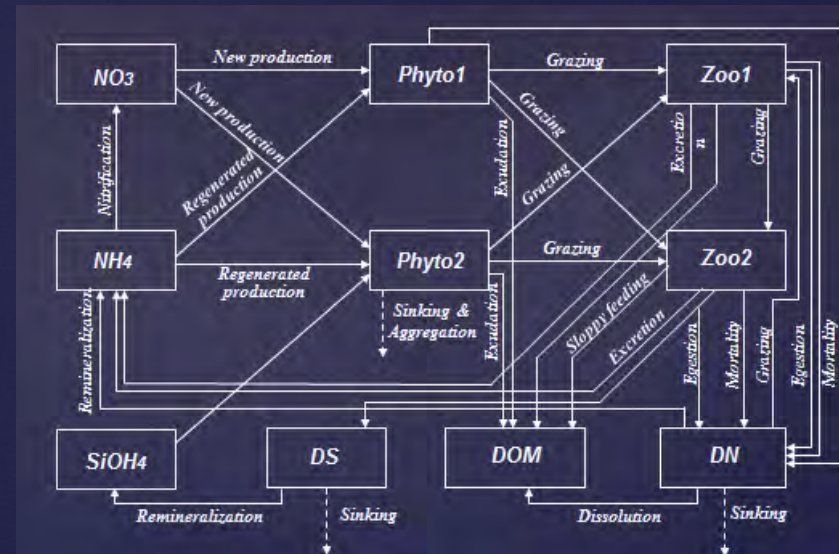 New production
Grazing
NO3
Phyto1
Zoo1
New production
Grazing
Excretio
n
Grazing
Nitrification
Regenerated
production
Exudation
Grazing
NH4
Regenerated
production
Phyto2
Grazing
Zoo2
Remineralization
Sinking &
Aggregation
Exudation
Sloppy feeding
Excretion
Egestion
Mortality
Grazing
Egestion
Mortality
SiOH4
DS
DOM
DN
Remineralization
Sinking
Dissolution
Sinking